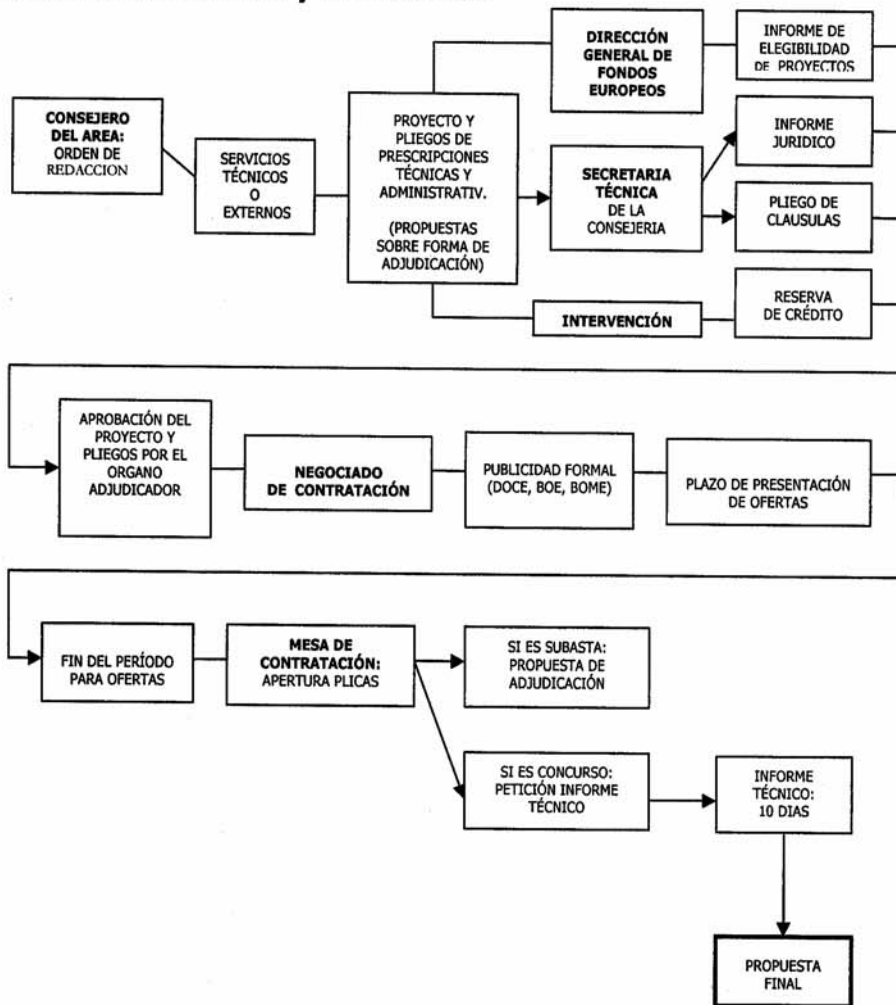 CONSEJERO
DEL AREA:
ORDEN DE
REDACCION
SERVICIOS
TÉCNICOS
O
EXTERNOS
PROYECTO Y
PLIEGOS DE
PRESCRIPCIONES
TÉCNICAS Y
ADMINISTRATIV.
(PROPUESTAS
SOBRE FORMA DE
ADJUDICACIÓN)
DIRECCIÓN
GENERAL DE
FONDOS
EUROPEOS
INFORME DE
ELEGIBILIDAD
DE PROYECTOS
SECRETARIA
TÉCNICA
DE LA
CONSEJERIA
INFORME
JURIDICO
PLIEGO DE
CLAUSULAS
INTERVENCIÓN
RESERVA
DE CRÉDITO
APROBACIÓN DEL
PROYECTO Y
PLIEGOS POR EL
ORGANO
ADJUDICADOR
NEGOCIADO
DE CONTRATACIÓN
PUBLICIDAD FORMAL
(DOCE, BOE, BOME)
PLAZO DE PRESENTACIÓN
DE OFERTAS
FIN DEL PERÍODO
PARA OFERTAS
MESA DE
CONTRATACIÓN:
APERTURA PLICAS
SI ES SUBASTA:
PROPUESTA DE
ADJUDICACIÓN
SI ES CONCURSO:
PETICIÓN INFORME
TÉCNICO
INFORME
TÉCNICO:
10 DIAS
PROPUESTA
FINAL